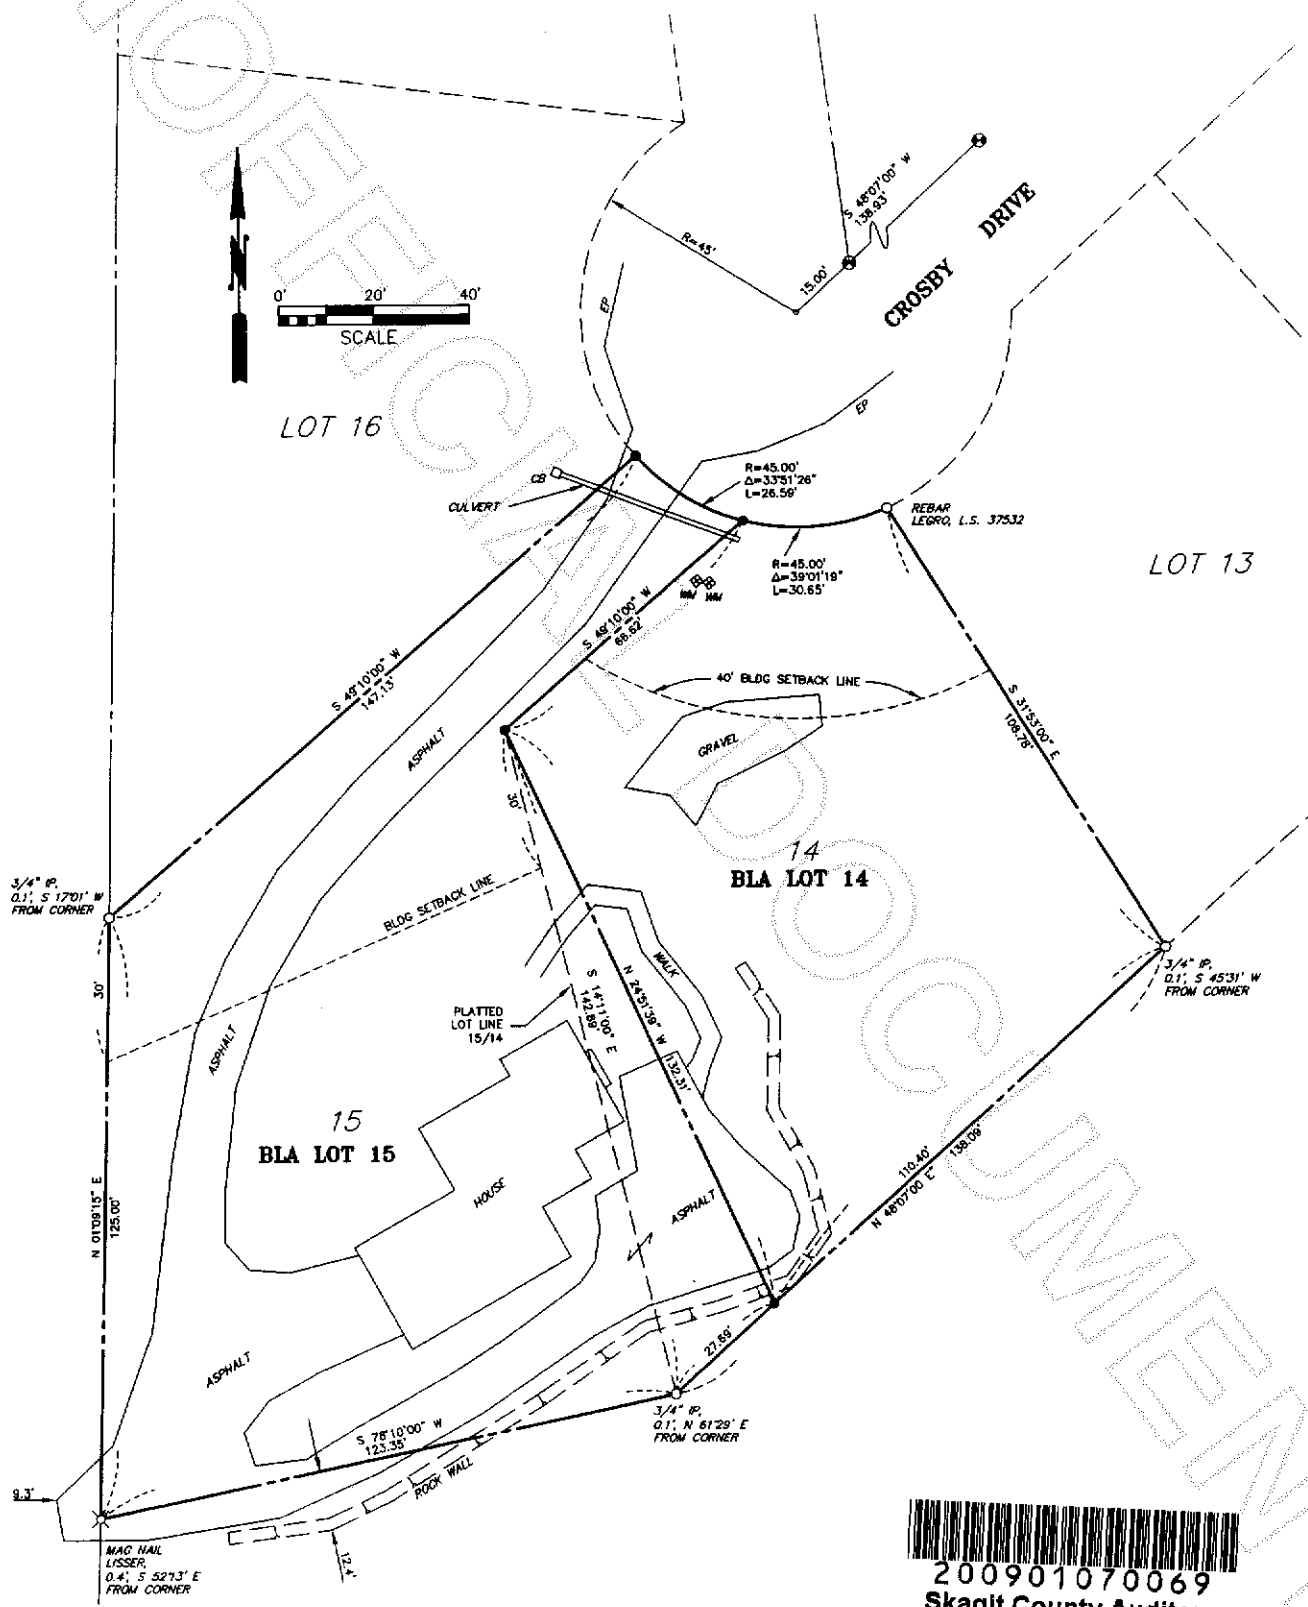 UNOFFICIAL DOCUMENT
S 48°07'00" W
138.93'
R=45'
15.00'
CROSBY DRIVE
N
0' 20' 40'
SCALE
EP
EP
LOT 16
CB
CULVERT
R=45.00'
Δ=33°51'26"
L=26.59'
REBAR
LEGRO, L.S. 37532
R=45.00'
Δ=39°01'19"
L=30.65'
LOT 13
WM WM
S 49°10'00" W
68.62'
S 49°10'00" W
147.13'
40' BLDG SETBACK LINE
S 31°53'00" E
108.78'
ASPHALT
GRAVEL
30'
14
BLA LOT 14
3/4" IP,
0.1', S 17°01' W
FROM CORNER
BLDG SETBACK LINE
WALK
3/4" IP,
0.1', S 45°31' W
FROM CORNER
30'
PLATTED
LOT LINE
15/14
S 14°11'00" E
142.89'
N 24°51'39" W
132.31'
ASPHALT
15
BLA LOT 15
HOUSE
ASPHALT
110.40'
138.09'
N 48°07'00 E"
N 01°09'15" E
125.00'
27.69'
ASPHALT
3/4" IP,
0.1', N 61°29' E
FROM CORNER
S 78°10'00" W
123.35'
ROCK WALL
9.3'
12.4'
MAG NAIL
LISSER,
0.4', S 52°13' E
FROM CORNER
200901070069
Skagit County Auditor